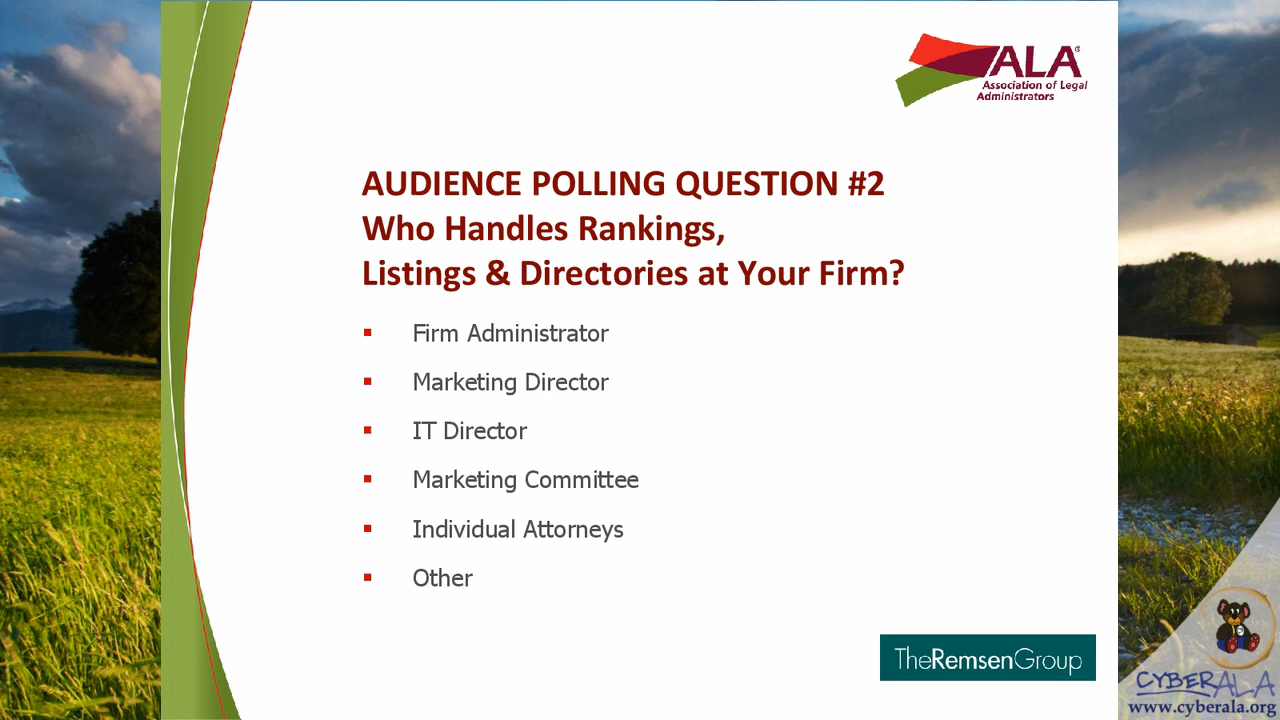 ALA®
Association of Legal
Administrators
AUDIENCE POLLING QUESTION #2
Who Handles Rankings,
Listings & Directories at Your Firm?
▪ Firm Administrator
▪ Marketing Director
▪ IT Director
▪ Marketing Committee
▪ Individual Attorneys
▪ Other
TheRemsenGroup
CYBERALA
www.cyberala.org